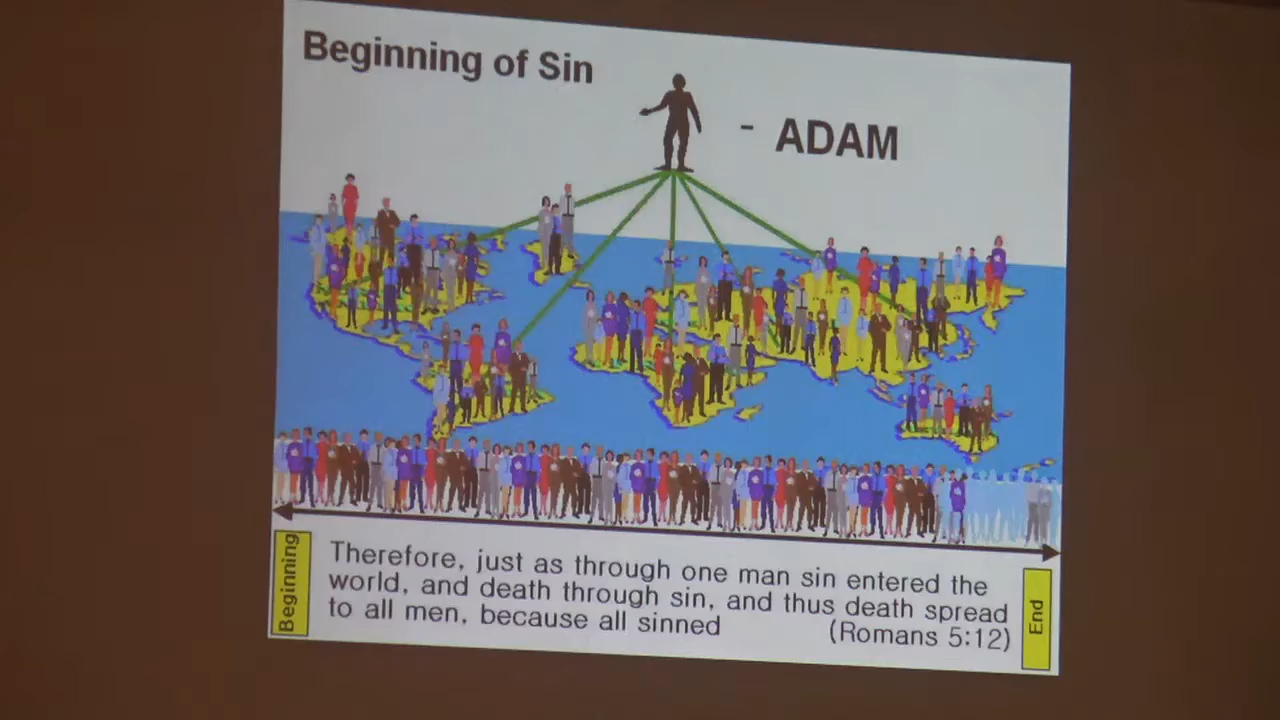 Beginning of Sin
- ADAM
Beginning
Therefore, just as through one man sin entered the
world, and death through sin, and thus death spread
to all men, because all sinned (Romans 5:12)
End